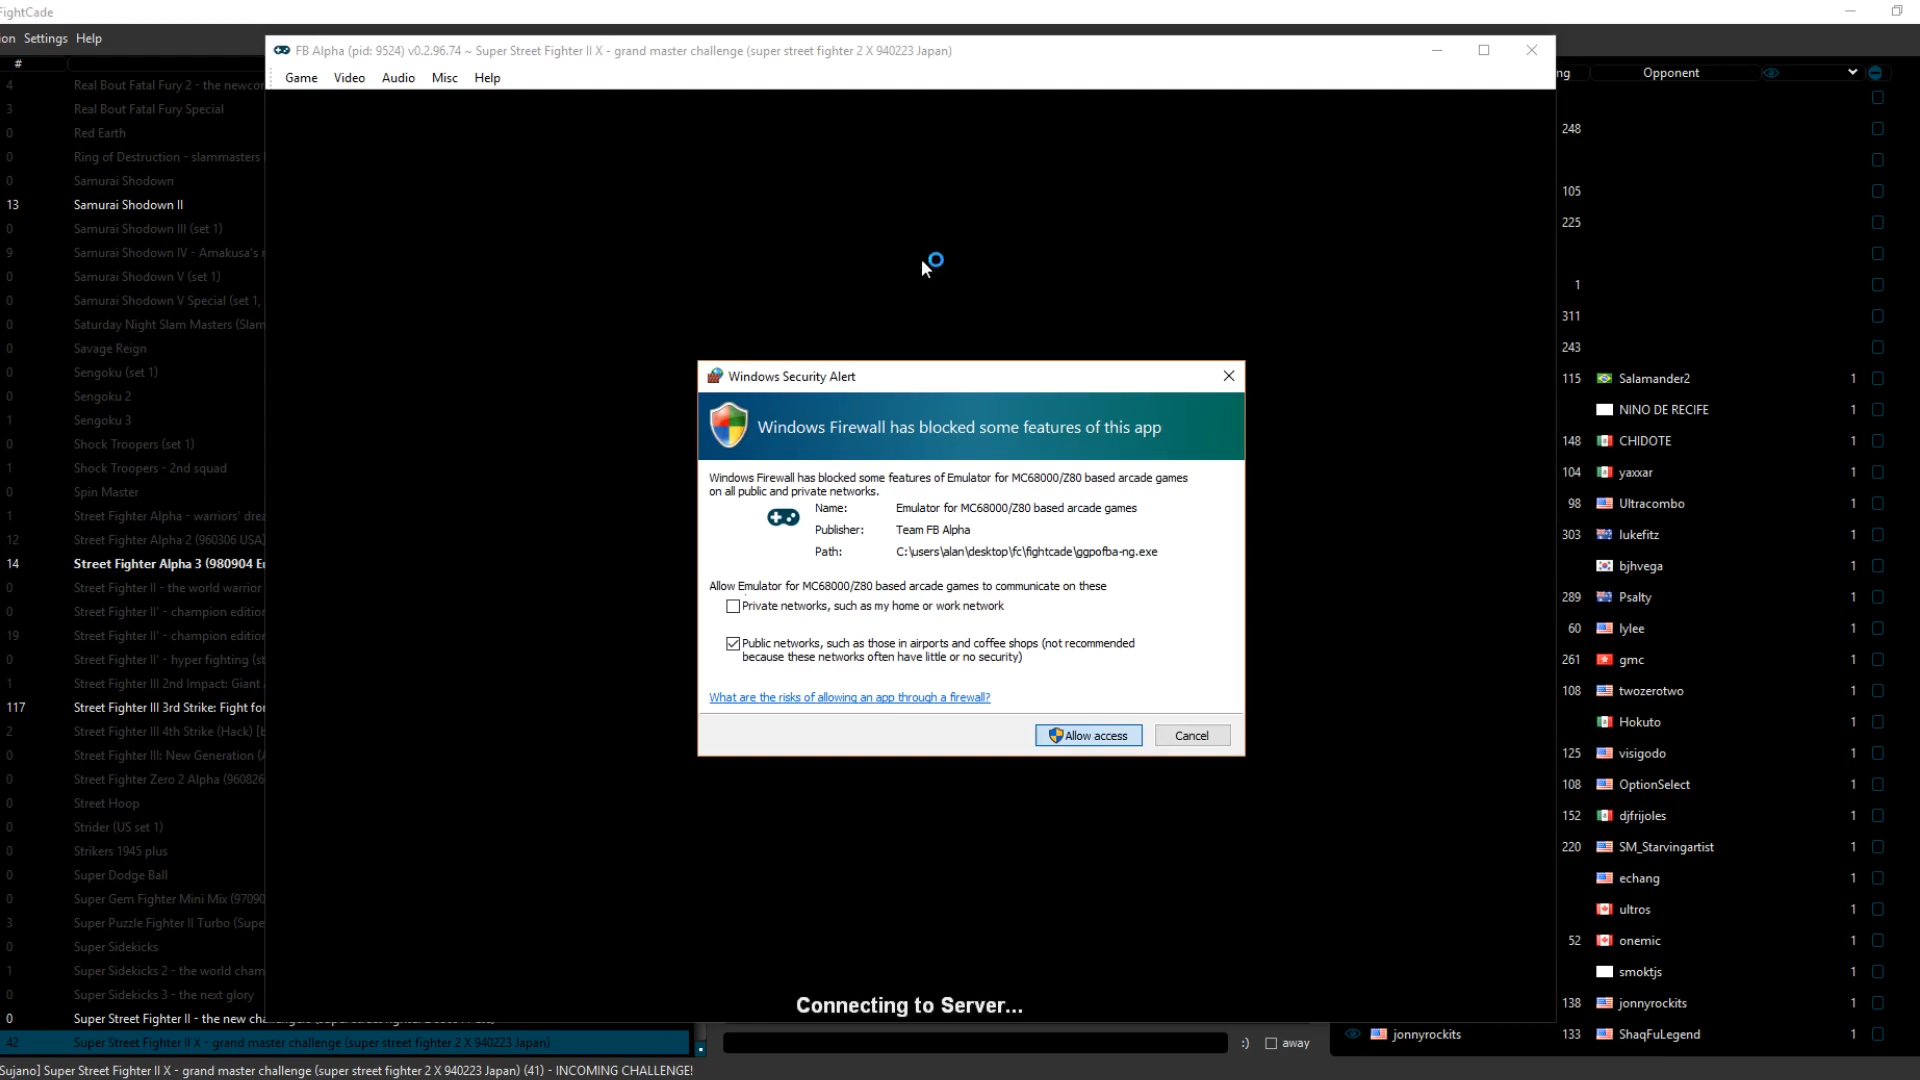 FightCade
ion Settings Help
FB Alpha (pid: 9524) v0.2.96.74 ~ Super Street Fighter II X - grand master challenge (super street fighter 2 X 940223 Japan)
Game Video Audio Misc Help
#
4 Real Bout Fatal Fury 2 - the newcor
3 Real Bout Fatal Fury Special
0 Red Earth
0 Ring of Destruction - slammasters
0 Samurai Shodown
13 Samurai Shodown II
0 Samurai Shodown III (set 1)
9 Samurai Shodown IV - Amakusa's
0 Samurai Shodown V (set 1)
0 Samurai Shodown V Special (set 1,
0 Saturday Night Slam Masters (Slam
0 Savage Reign
0 Sengoku (set 1)
0 Sengoku 2
1 Sengoku 3
0 Shock Troopers (set 1)
1 Shock Troopers - 2nd squad
0 Spin Master
1 Street Fighter Alpha - warriors' drea
12 Street Fighter Alpha 2 (960306 USA)
14 Street Fighter Alpha 3 (980904 Eu
0 Street Fighter II - the world warrior
0 Street Fighter II' - champion edition
19 Street Fighter II' - champion edition
0 Street Fighter II' - hyper fighting (st
1 Street Fighter III 2nd Impact: Giant
117 Street Fighter III 3rd Strike: Fight fo
2 Street Fighter III 4th Strike (Hack) [b
0 Street Fighter III: New Generation (A
0 Street Fighter Zero 2 Alpha (960826
0 Street Hoop
0 Strider (US set 1)
0 Strikers 1945 plus
0 Super Dodge Ball
0 Super Gem Fighter Mini Mix (97090
3 Super Puzzle Fighter II Turbo (Supe
0 Super Sidekicks
1 Super Sidekicks 2 - the world cham
0 Super Sidekicks 3 - the next glory
0 Super Street Fighter II - the new
42 Super Street Fighter II X - grand master challenge (super street fighter 2 X 940223 Japan)
Windows Security Alert
Windows Firewall has blocked some features of this app
Windows Firewall has blocked some features of Emulator for MC68000/Z80 based arcade games
on all public and private networks.
Name: Emulator for MC68000/Z80 based arcade games
Publisher: Team FB Alpha
Path: C:\users\alan\desktop\fc\fightcade\ggpofba-ng.exe
Allow Emulator for MC68000/Z80 based arcade games to communicate on these
Private networks, such as my home or work network
Public networks, such as those in airports and coffee shops (not recommended
because these networks often have little or no security)
What are the risks of allowing an app through a firewall?
Allow access Cancel
Connecting to Server...
:) away
ng Opponent
248
105
225
1
311
243
115 Salamander2 1
NINO DE RECIFE 1
148 CHIDOTE 1
104 yaxxar 1
98 Ultracombo 1
303 lukefitz 1
bjhvega 1
289 Psalty 1
60 lylee 1
261 gmc 1
108 twozerotwo 1
Hokuto 1
125 visigodo 1
108 OptionSelect 1
152 djfrijoles 1
220 SM_Starvingartist 1
echang 1
ultros 1
52 onemic 1
smoktjs 1
138 jonnyrockits 1
jonnyrockits 133 ShaqFuLegend 1
Sujano] Super Street Fighter II X - grand master challenge (super street fighter 2 X 940223 Japan) (41) - INCOMING CHALLENGE!